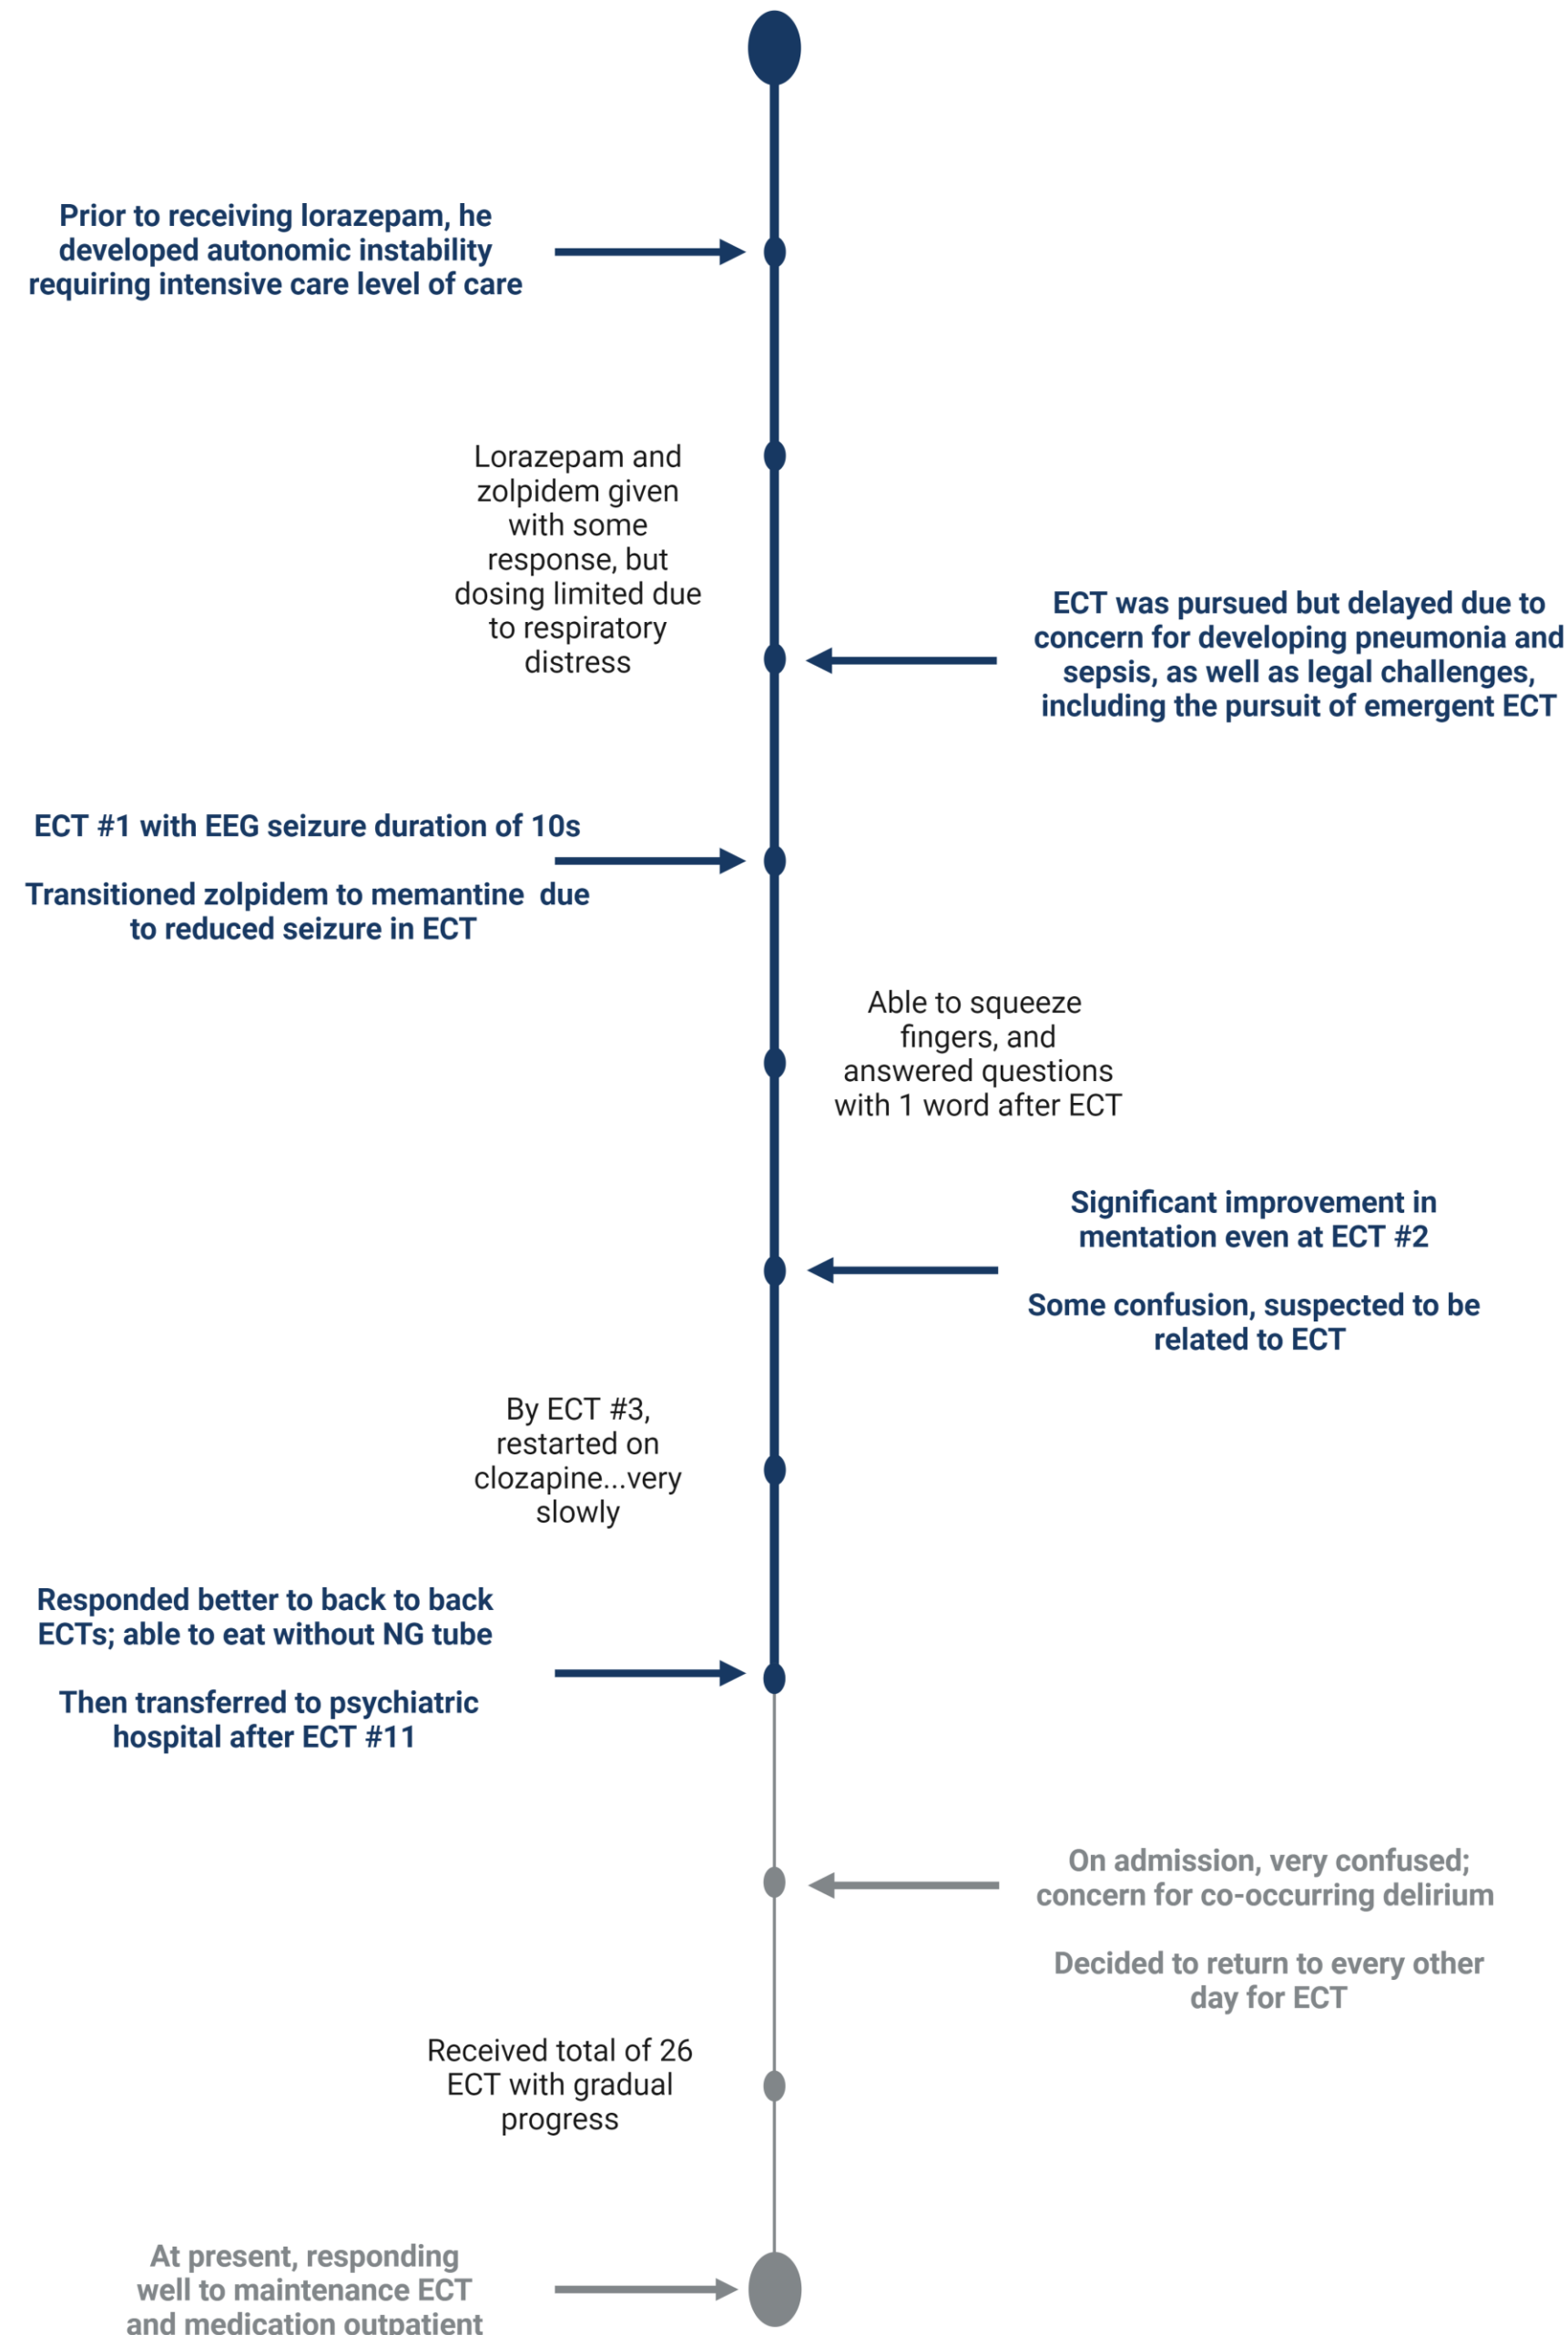 Prior to receiving lorazepam, he
developed autonomic instability
requiring intensive care level of care
Lorazepam and
zolpidem given
with some
response, but
dosing limited due
to respiratory
distress
ECT was pursued but delayed due to
concern for developing pneumonia and
sepsis, as well as legal challenges,
including the pursuit of emergent ECT
ECT #1 with EEG seizure duration of 10s
Transitioned zolpidem to memantine due
to reduced seizure in ECT
Able to squeeze
fingers, and
answered questions
with 1 word after ECT
Significant improvement in
mentation even at ECT #2
Some confusion, suspected to be
related to ECT
By ECT #3,
restarted on
clozapine...very
slowly
Responded better to back to back
ECTs; able to eat without NG tube
Then transferred to psychiatric
hospital after ECT #11
On admission, very confused;
concern for co-occurring delirium
Decided to return to every other
day for ECT
Received total of 26
ECT with gradual
progress
At present, responding
well to maintenance ECT
and medication outpatient